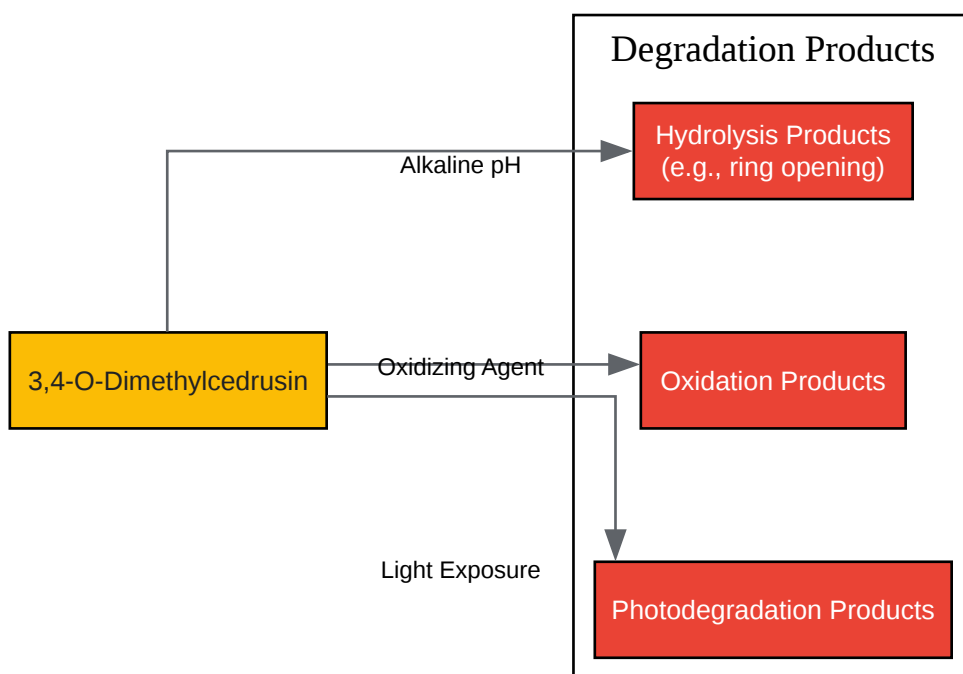 Degradation Products
Hydrolysis Products
(e.g., ring opening)
Alkaline pH
3,4-O-Dimethylcedrusin
Oxidizing Agent
Oxidation Products
Light Exposure
Photodegradation Products